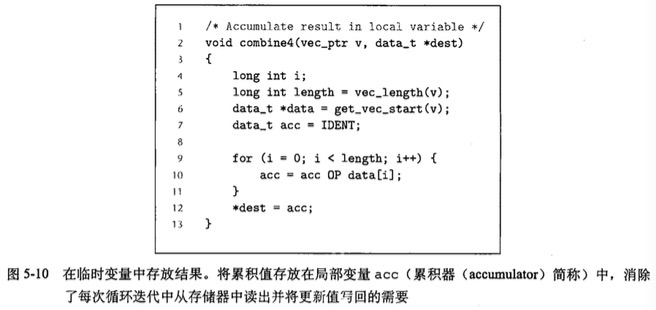 1 /* Accumulate result in local variable */
2 void combine4(vec_ptr v, data_t *dest)
3 {
4 long int i;
5 long int length = vec_length(v);
6 data_t *data = get_vec_start(v);
7 data_t acc = IDENT;
8
9 for (i = 0; i < length; i++) {
10 acc = acc OP data[i];
11 }
12 *dest = acc;
13 }
图 5-10 在临时变量中存放结果。将累积值存放在局部变量 acc（累积器（accumulator）简称）中，消除
了每次循环迭代中从存储器中读出并将更新值写回的需要